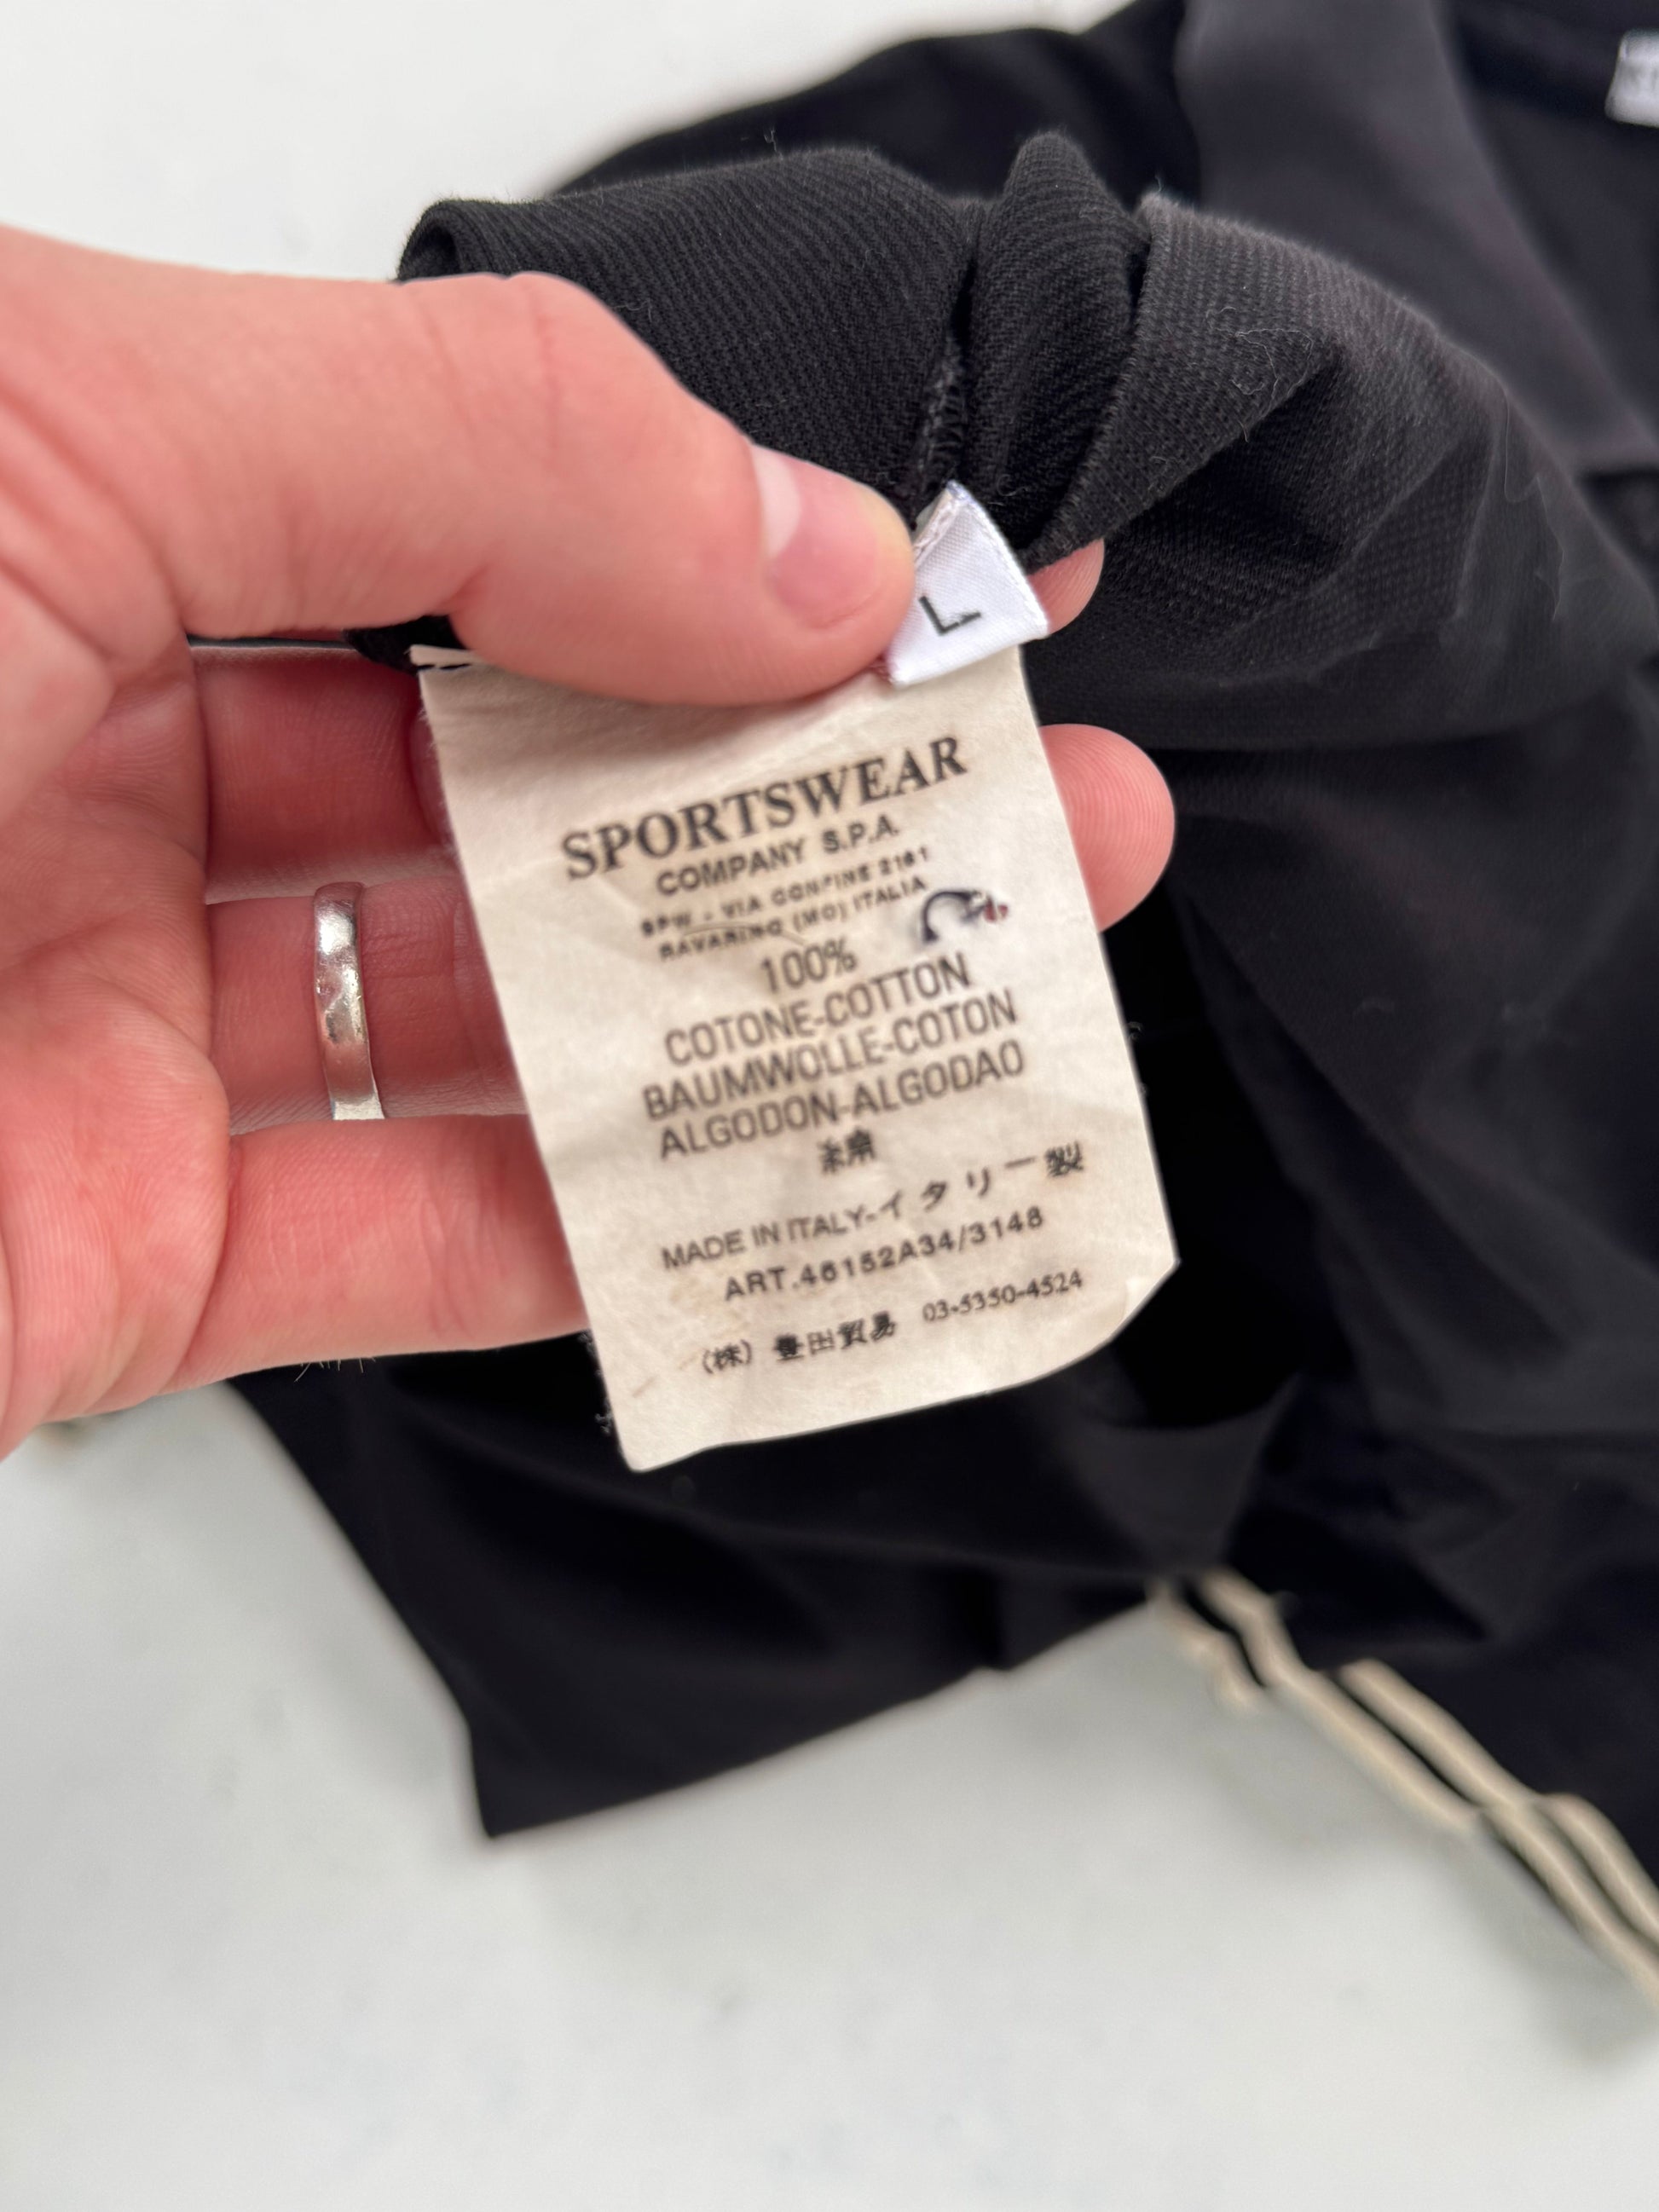 L
SPORTSWEAR
COMPANY S.P.A.
SPW - VIA CONFINE 2161
RAVARINO (MO) ITALIA
100%
COTONE-COTTON
BAUMWOLLE-COTON
ALGODON-ALGODAO
綿
MADE IN ITALY-イタリー製
ART.46152A34/3148
(株) 豊田貿易 03-5350-4524